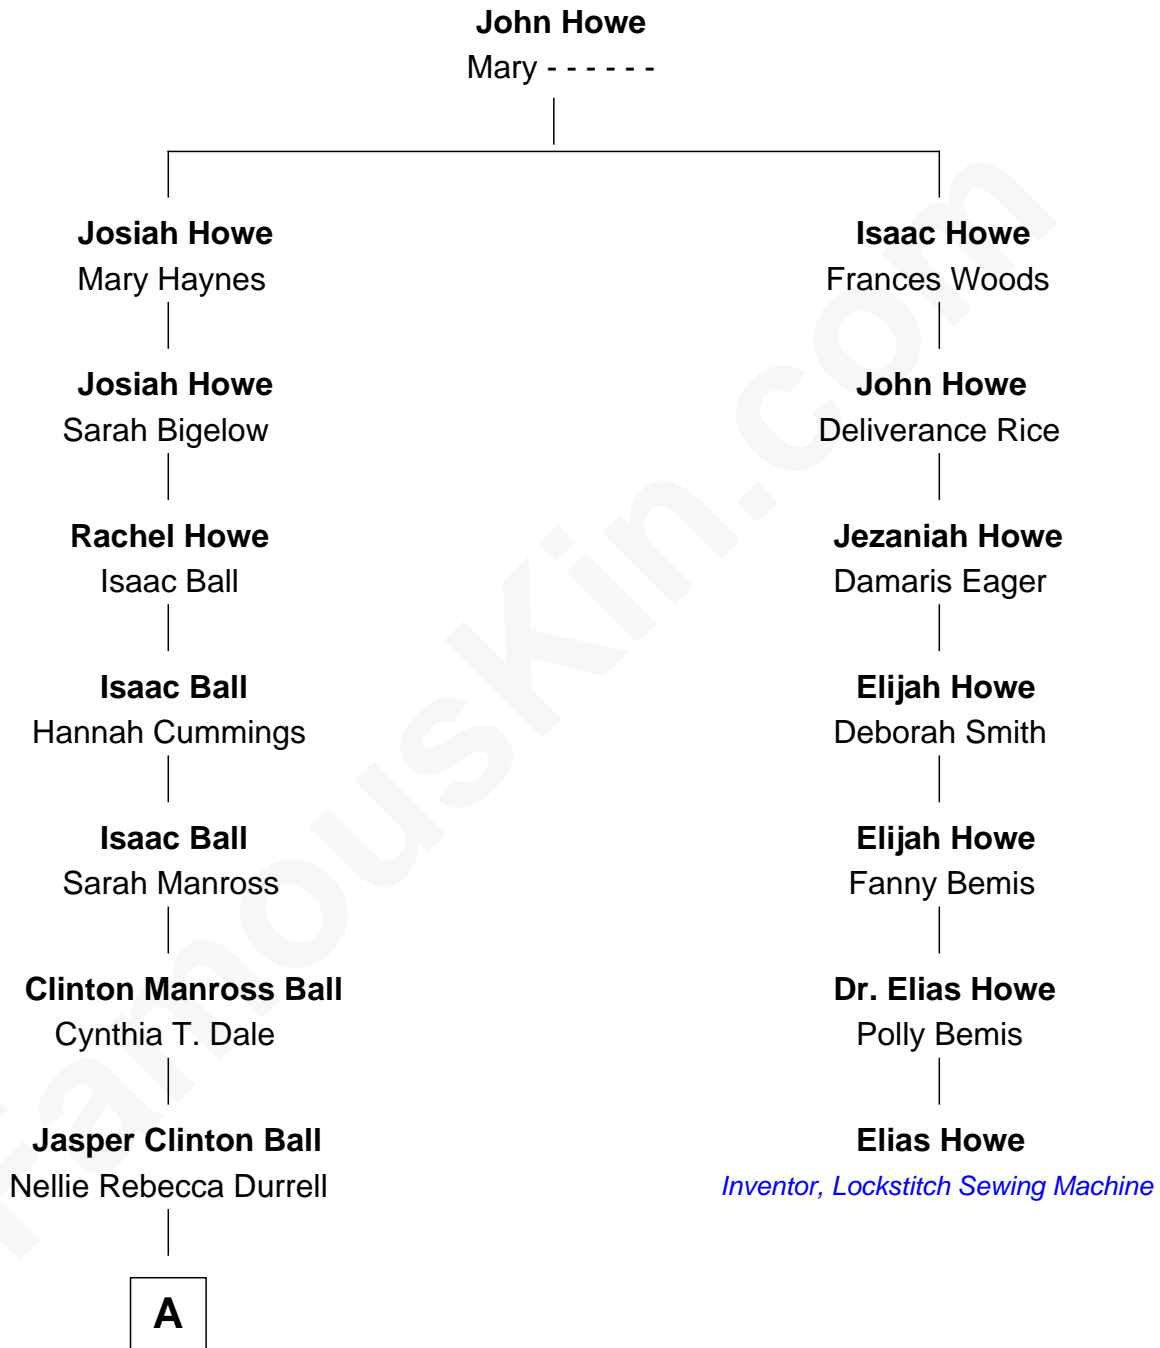 John Howe
Mary - - - - - -
Josiah Howe
Mary Haynes
Josiah Howe
Sarah Bigelow
Rachel Howe
Isaac Ball
Isaac Ball
Hannah Cummings
Isaac Ball
Sarah Manross
Clinton Manross Ball
Cynthia T. Dale
Jasper Clinton Ball
Nellie Rebecca Durrell
A
Isaac Howe
Frances Woods
John Howe
Deliverance Rice
Jezaniah Howe
Damaris Eager
Elijah Howe
Deborah Smith
Elijah Howe
Fanny Bemis
Dr. Elias Howe
Polly Bemis
Elias Howe
Inventor, Lockstitch Sewing Machine
FamousKin.com